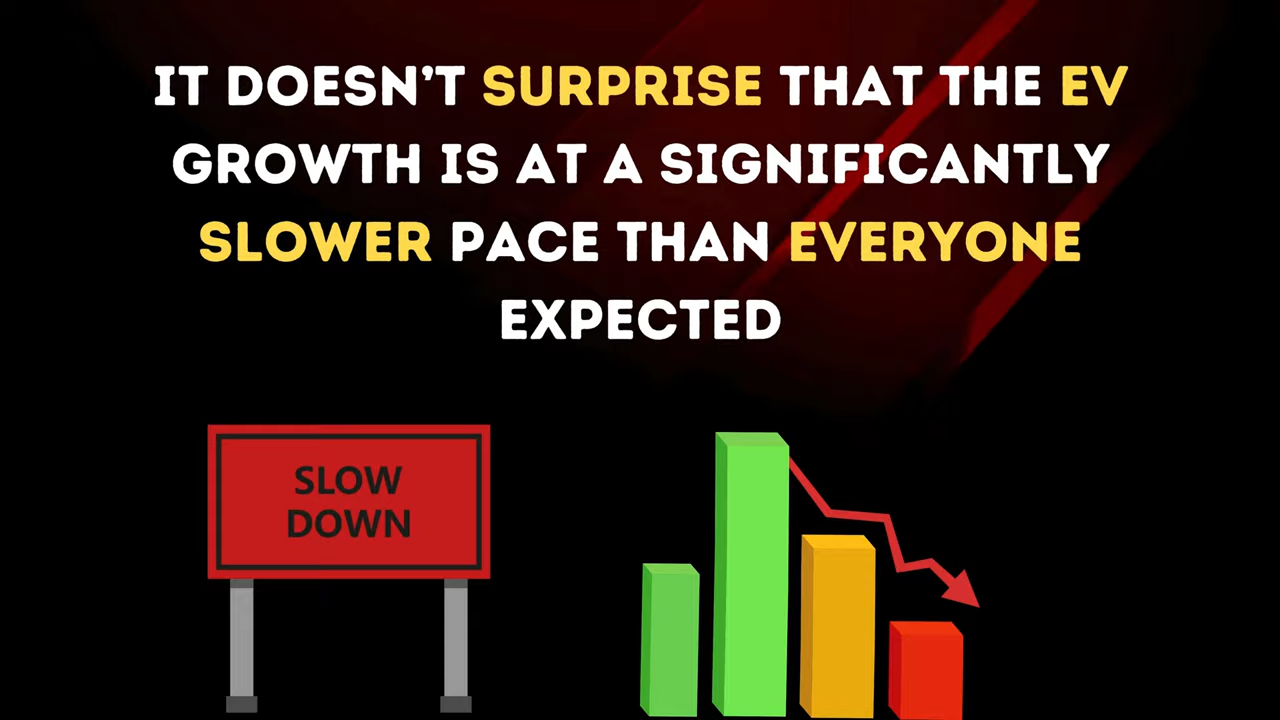 IT DOESN'T SURPRISE THAT THE EV
GROWTH IS AT A SIGNIFICANTLY
SLOWER PACE THAN EVERYONE
EXPECTED
SLOW
DOWN